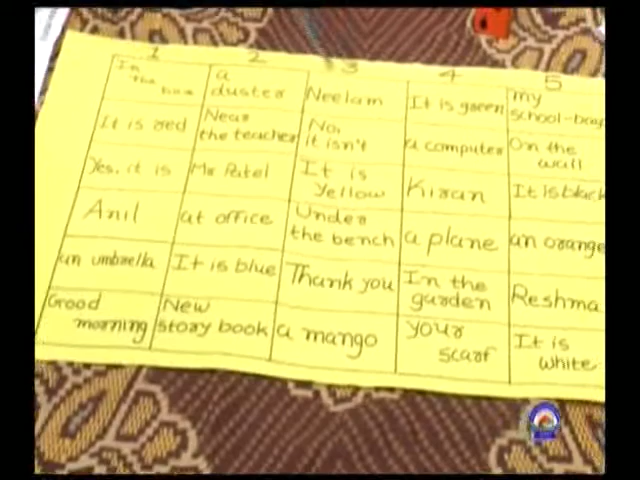 1 2 3 4 5
In the box
a duster
Neelam
It is green
my school-bag
It is red
Near the teacher
No, it isn't
a computer
On the wall
Yes, it is
Mr Patel
It is yellow
Kiran
It is black
Anil
at office
Under the bench
a plane
an orange
an umbrella
It is blue
Thank you
In the garden
Reshma
Good morning
New story book
a mango
your scarf
It is white